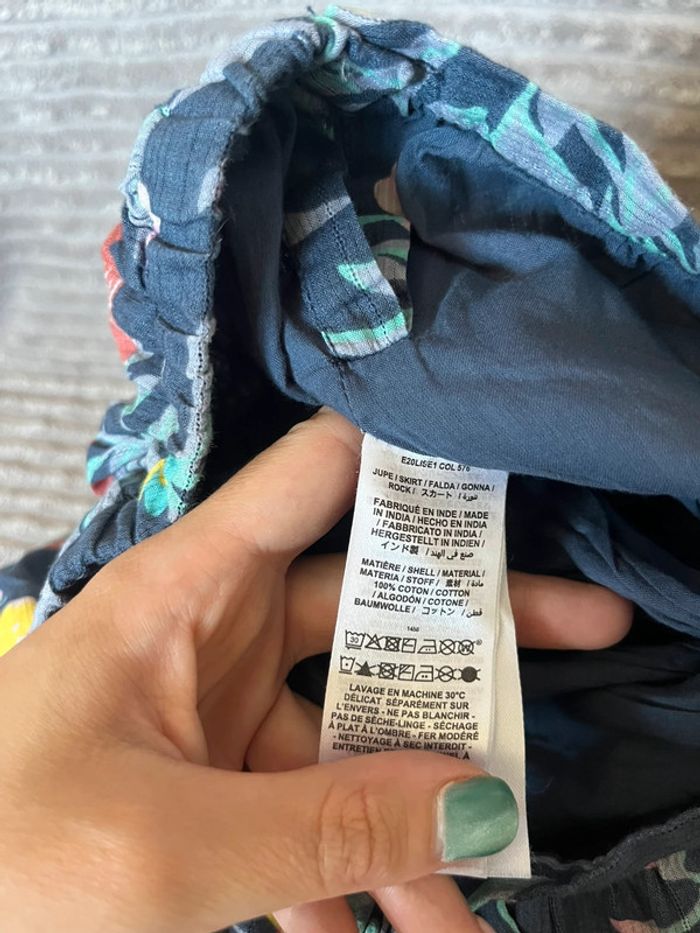 E20LISE1 COL 576
JUPE / SKIRT / FALDA / GONNA /
ROCK / スカート / تنورة
FABRIQUÉ EN INDE / MADE
IN INDIA / HECHO EN INDIA
/ FABBRICATO IN INDIA /
HERGESTELLT IN INDIEN /
インド製 / صنع في الهند
MATIÈRE / SHELL / MATERIAL /
MATERIA / STOFF / 素材 / مادة
100% COTON / COTTON
/ ALGODÓN / COTONE /
BAUMWOLLE / コットン / قطن
30
LAVAGE EN MACHINE 30°C
DÉLICAT SÉPARÉMENT SUR
L'ENVERS - NE PAS BLANCHIR -
PAS DE SÈCHE-LINGE - SÉCHAGE
À PLAT À L'OMBRE - FER MODÉRÉ
- NETTOYAGE À SEC INTERDIT -
ENTRETIEN